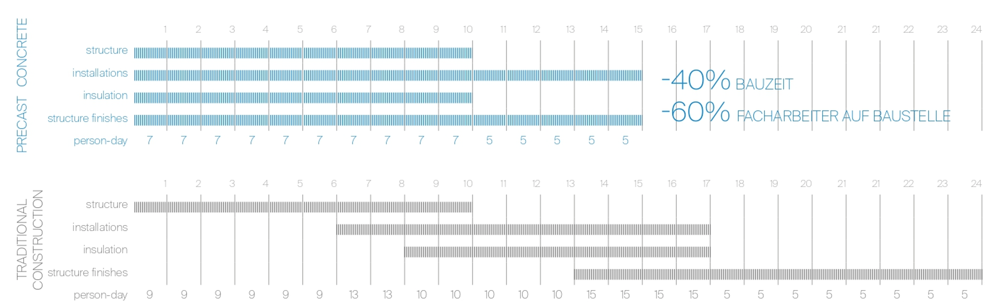 PRECAST CONCRETE
1 2 3 4 5 6 7 8 9 10 11 12 13 14 15 16 17 18 19 20 21 21 22 23 24
structure
installations
-40% BAUZEIT
insulation
-60% FACHARBEITER AUF BAUSTELLE
structure finishes
person-day 7 7 7 7 7 7 7 7 7 7 5 5 5 5 5
TRADITIONAL
CONSTRUCTION
1 2 3 4 5 6 7 8 9 10 11 12 13 14 15 16 17 18 19 20 21 21 22 23 24
structure
installations
insulation
structure finishes
person-day 9 9 9 9 9 9 13 13 10 10 10 10 10 15 15 15 15 5 5 5 5 5 5 5 5